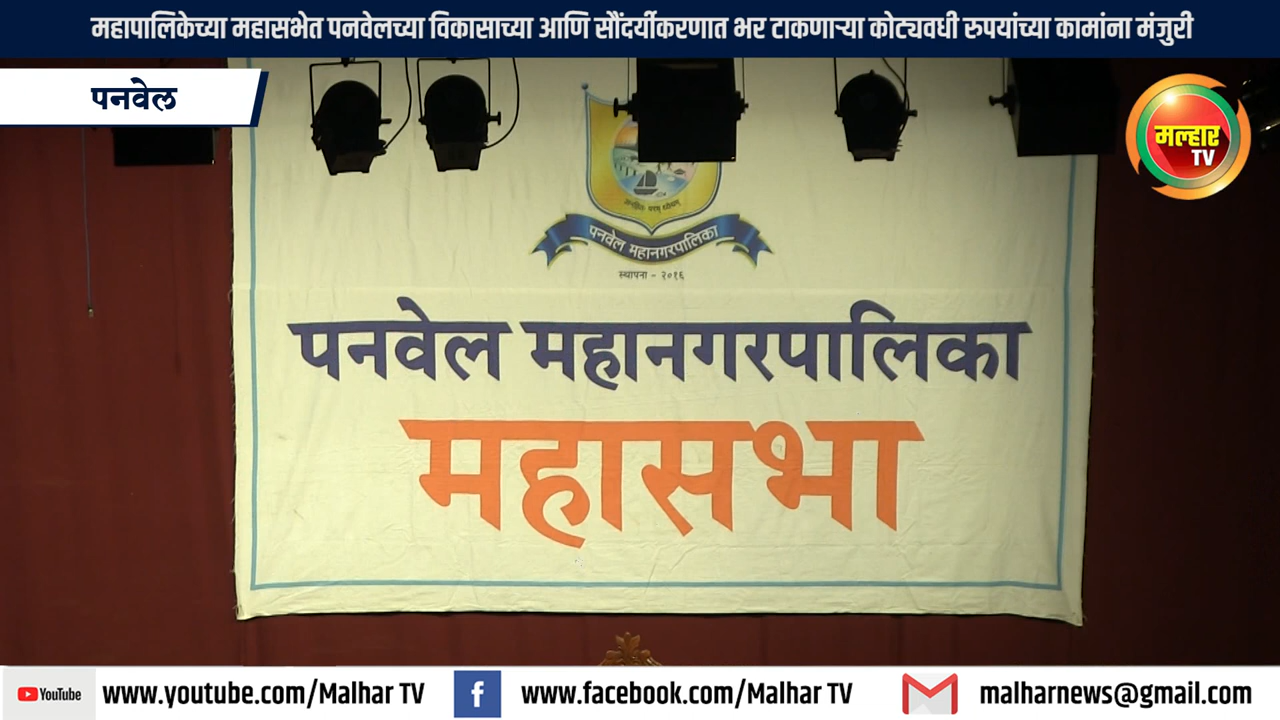 महापालिकेच्या महासभेत पनवेलच्या विकासाच्या आणि सौंदर्यीकरणात भर टाकणाऱ्या कोट्यवधी रुपयांच्या कामांना मंजुरी
पनवेल
मल्हार
TV
पनवेल महानगरपालिका
स्थापना - २०१६
पनवेल महानगरपालिका
महासभा
YouTube
www.youtube.com/Malhar TV
www.facebook.com/Malhar TV
malharnews@gmail.com